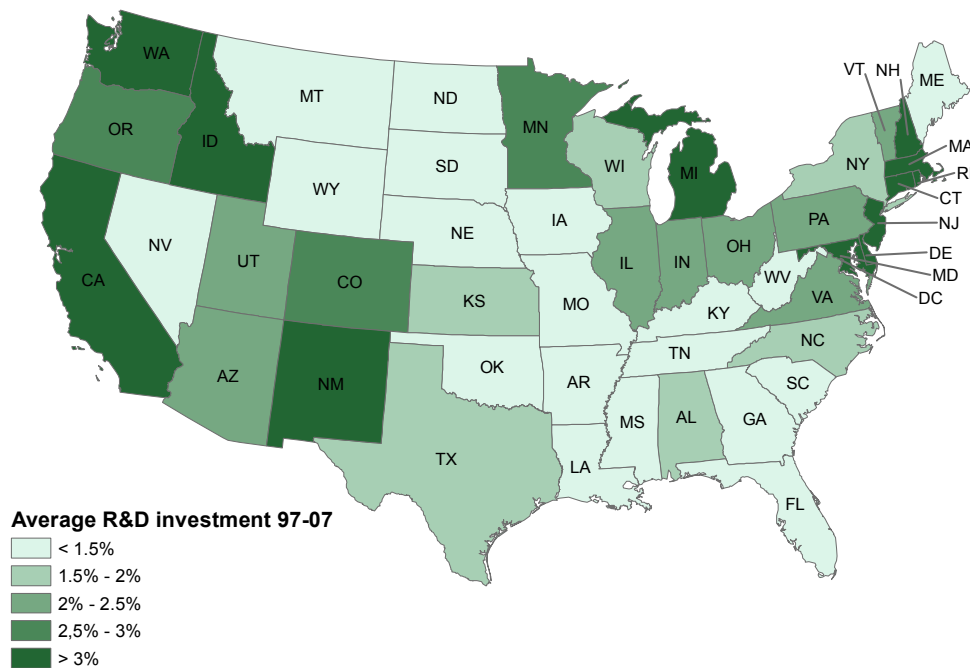 WA
MT
ND
MN
VT
NH
ME
OR
ID
SD
WI
MI
NY
MA
WY
R
CT
IA
PA
NJ
NV
NE
OH
DE
UT
IL
IN
MD
CA
CO
WV
DC
KS
MO
VA
KY
NC
AZ
NM
OK
TN
AR
SC
MS
AL
GA
TX
LA
FL
Average R&D investment 97-07
< 1.5%
1.5% - 2%
2% - 2.5%
2,5% - 3%
> 3%